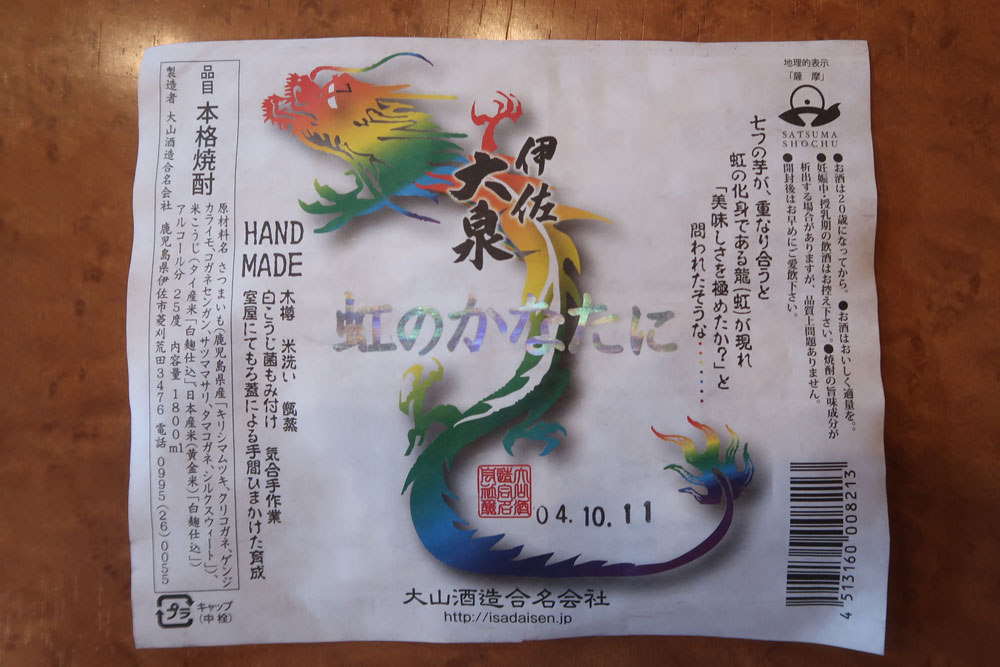 地理的表示
「薩摩」
SATSUMA
SHOCHU
●お酒は20歳になってから。 ●お酒はおいしく適量を。
●妊娠中・授乳期の飲酒はお控え下さい。 ●焼酎の旨味成分が
析出する場合がありますが、品質上問題ありません。
●開封後はお早めにご愛飲下さい。
七つの芋が、重なり合うと
虹の化身である龍(虹)が現れ
「美味しさを極めたか?」と
問われたそうな・・・・・・
伊佐
大泉
虹のかなたに
HAND
MADE
木樽 米洗い 甑蒸
白こうじ菌もみ付け 気合手作業
室屋にてもろ蓋による手間ひまかけた育成
品目 本格焼酎
原材料名 さつまいも(鹿児島県産「キリシマムツキ、クリコガネ、ゲンジ
カライモ、コガネセンガン、サツママサリ、タマコガネ、シルクスウィート」)、
米こうじ(タイ産米「白麹仕込」、日本産米(黄金米)「白麹仕込」)
アルコール分 25度 内容量 1800ml
製造者 大山酒造合名会社 鹿児島県伊佐市菱刈荒田3476 電話 0995(26)0055
プラ
キャップ
(中栓)
大山酒
造合名
会社
04.10.11
大山酒造合名会社
http://isadaisen.jp
4 513160 008213